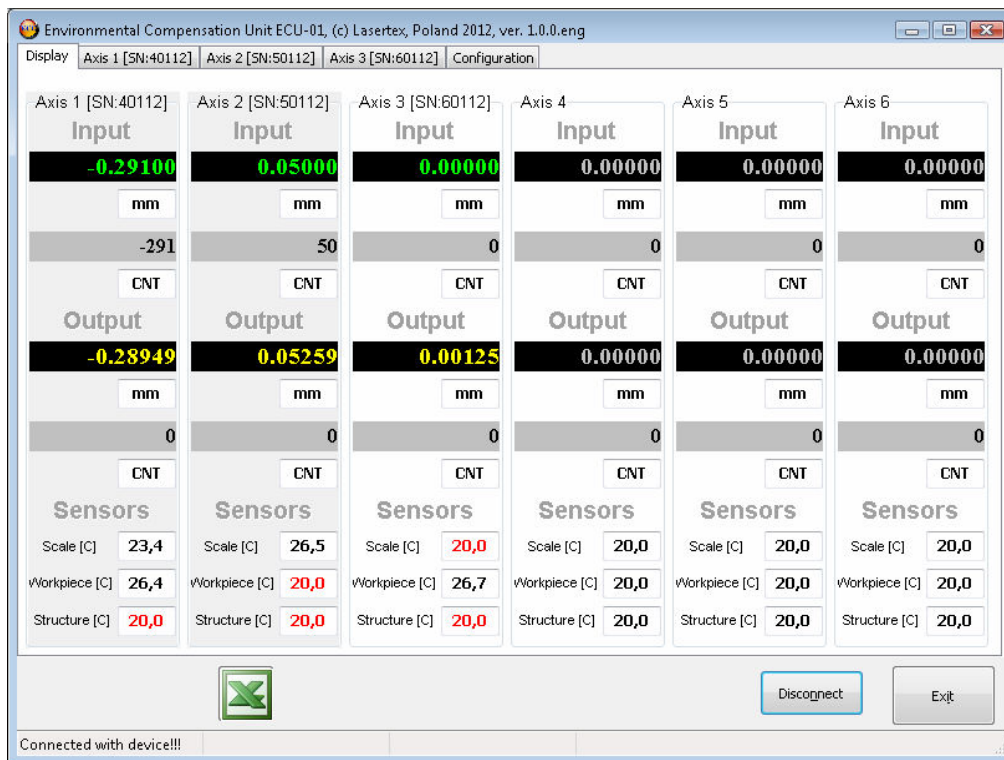 Environmental Compensation Unit ECU-01, (c) Lasertex, Poland 2012, ver. 1.0.0.eng
Display Axis 1 [SN:40112] Axis 2 [SN:50112] Axis 3 [SN:60112] Configuration
Axis 1 [SN:40112] Axis 2 [SN:50112] Axis 3 [SN:60112] Axis 4 Axis 5 Axis 6
Input Input Input Input Input Input
-0.29100 0.05000 0.00000 0.00000 0.00000 0.00000
mm mm mm mm mm mm
-291 50 0 0 0 0
CNT CNT CNT CNT CNT CNT
Output Output Output Output Output Output
-0.28949 0.05259 0.00125 0.00000 0.00000 0.00000
mm mm mm mm mm mm
0 0 0 0 0 0
CNT CNT CNT CNT CNT CNT
Sensors Sensors Sensors Sensors Sensors Sensors
Scale [C] 23,4 Scale [C] 26,5 Scale [C] 20,0 Scale [C] 20,0 Scale [C] 20,0 Scale [C] 20,0
Workpiece [C] 26,4 Workpiece [C] 20,0 Workpiece [C] 26,7 Workpiece [C] 20,0 Workpiece [C] 20,0 Workpiece [C] 20,0
Structure [C] 20,0 Structure [C] 20,0 Structure [C] 20,0 Structure [C] 20,0 Structure [C] 20,0 Structure [C] 20,0
Disconnect Exit
Connected with device!!!